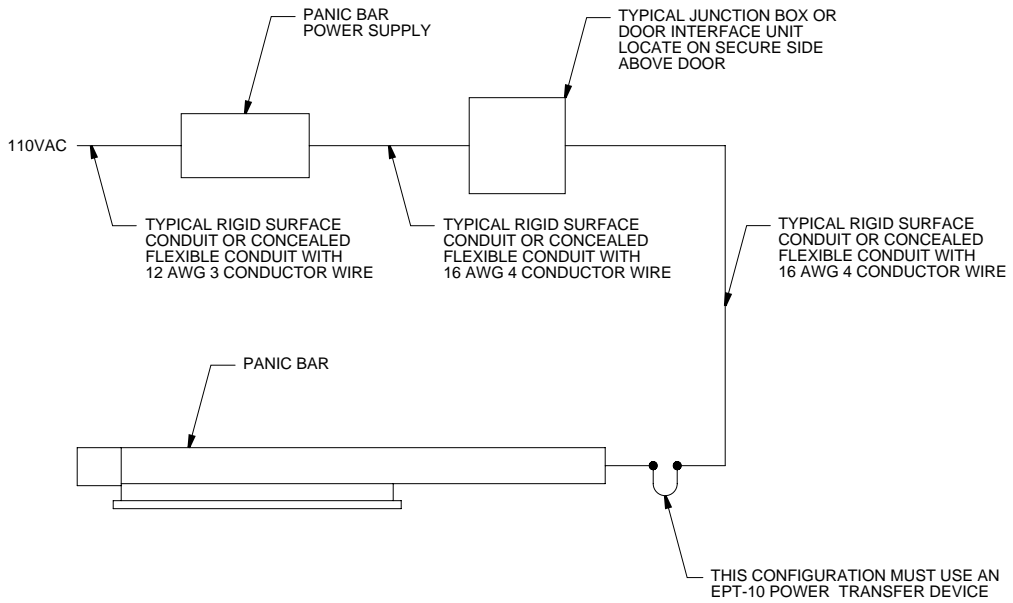 PANIC BAR
POWER SUPPLY
TYPICAL JUNCTION BOX OR
DOOR INTERFACE UNIT
LOCATE ON SECURE SIDE
ABOVE DOOR
110VAC
TYPICAL RIGID SURFACE
CONDUIT OR CONCEALED
FLEXIBLE CONDUIT WITH
12 AWG 3 CONDUCTOR WIRE
TYPICAL RIGID SURFACE
CONDUIT OR CONCEALED
FLEXIBLE CONDUIT WITH
16 AWG 4 CONDUCTOR WIRE
TYPICAL RIGID SURFACE
CONDUIT OR CONCEALED
FLEXIBLE CONDUIT WITH
16 AWG 4 CONDUCTOR WIRE
PANIC BAR
THIS CONFIGURATION MUST USE AN
EPT-10 POWER TRANSFER DEVICE